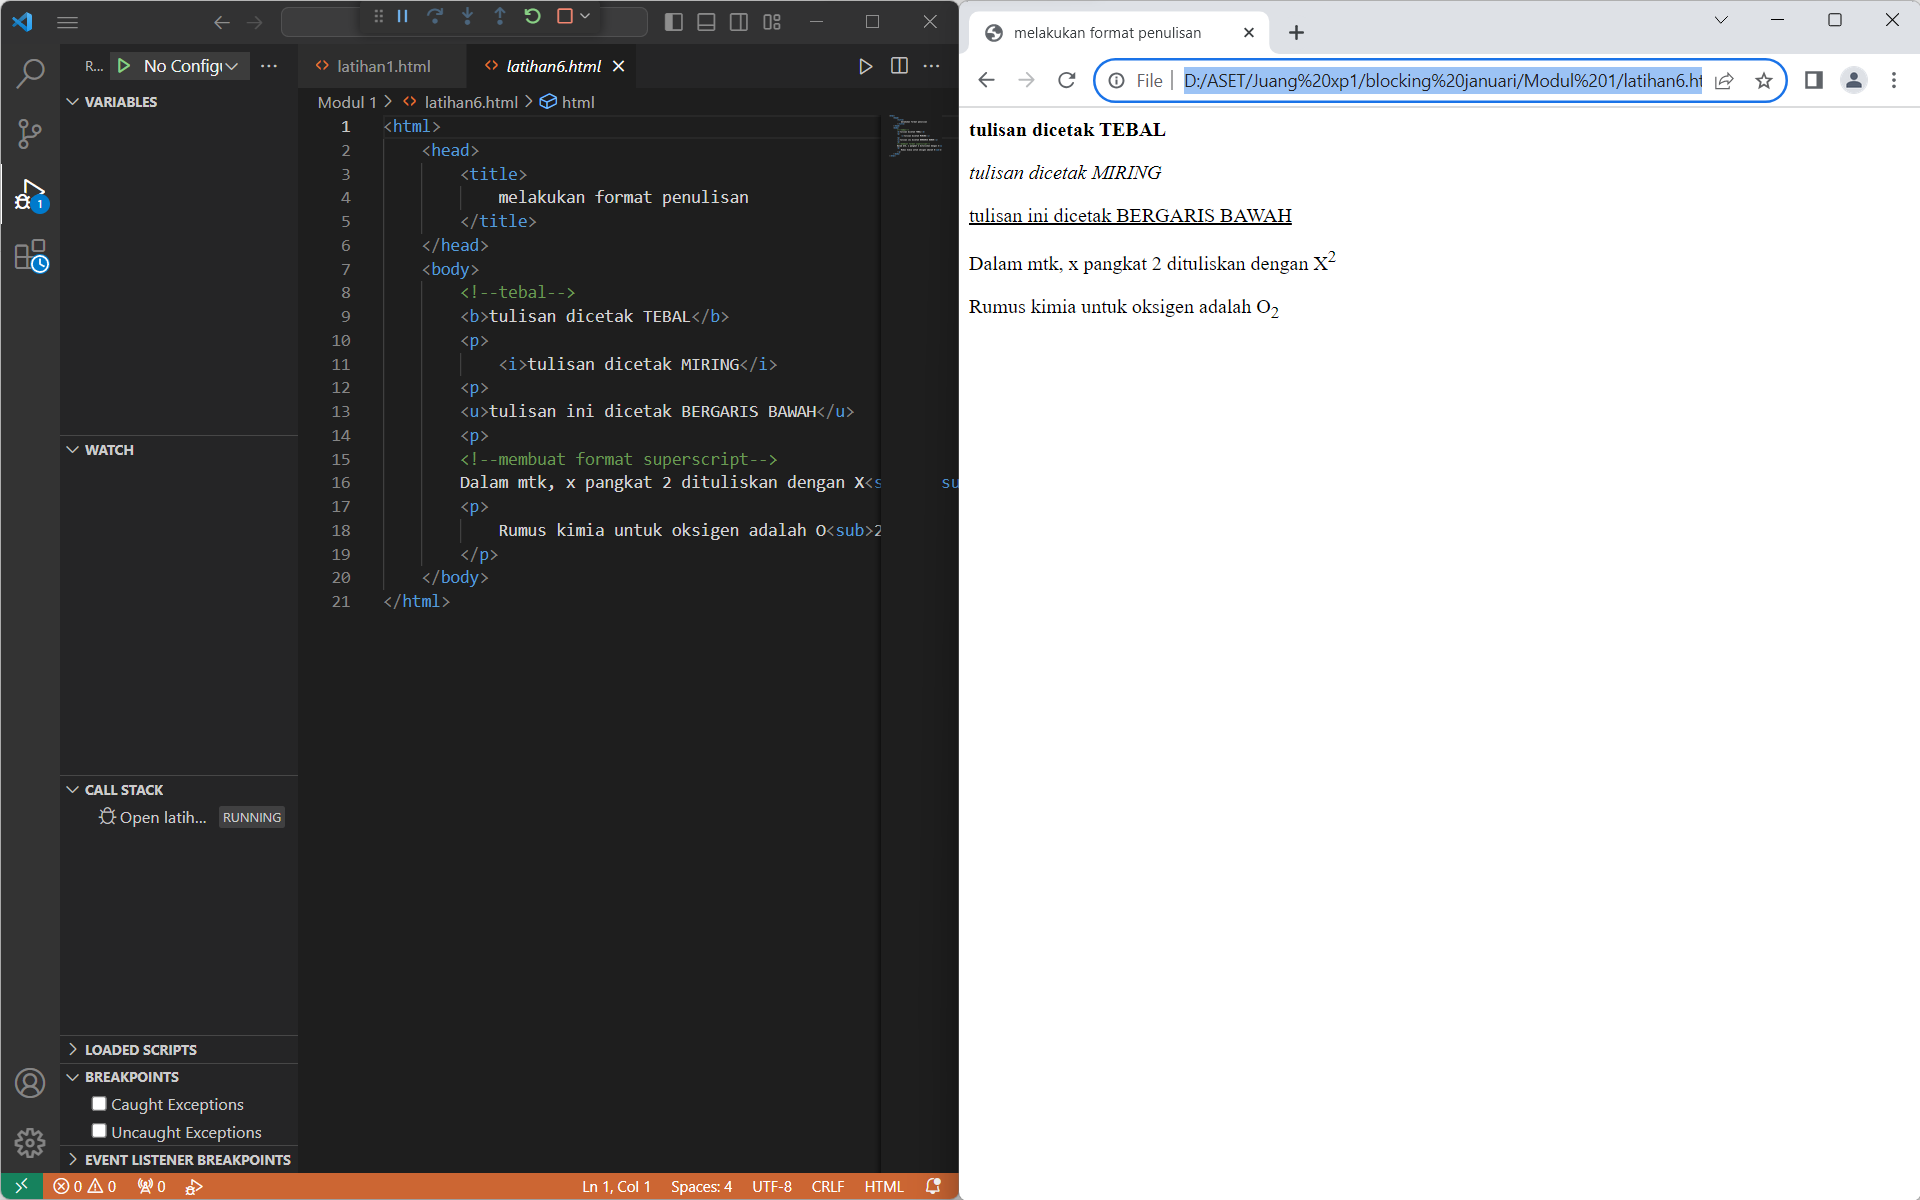 R...
No Config
latihan1.html
latihan6.html
Modul 1 > latihan6.html > html
VARIABLES
WATCH
CALL STACK
Open latih...
RUNNING
LOADED SCRIPTS
BREAKPOINTS
Caught Exceptions
Uncaught Exceptions
EVENT LISTENER BREAKPOINTS
1 <html>
2 <head>
3 <title>
4 melakukan format penulisan
5 </title>
6 </head>
7 <body>
8 <!--tebal-->
9 <b>tulisan dicetak TEBAL</b>
10 <p>
11 <i>tulisan dicetak MIRING</i>
12 <p>
13 <u>tulisan ini dicetak BERGARIS BAWAH</u>
14 <p>
15 <!--membuat format superscript-->
16 Dalam mtk, x pangkat 2 dituliskan dengan X<s su
17 <p>
18 Rumus kimia untuk oksigen adalah O<sub>2
19 </p>
20 </body>
21 </html>
1
0 0 0
Ln 1, Col 1 Spaces: 4 UTF-8 CRLF HTML
melakukan format penulisan
File | D:/ASET/Juang%20xp1/blocking%20januari/Modul%201/latihan6.ht
tulisan dicetak TEBAL
tulisan dicetak MIRING
tulisan ini dicetak BERGARIS BAWAH
Dalam mtk, x pangkat 2 dituliskan dengan X²
Rumus kimia untuk oksigen adalah O₂